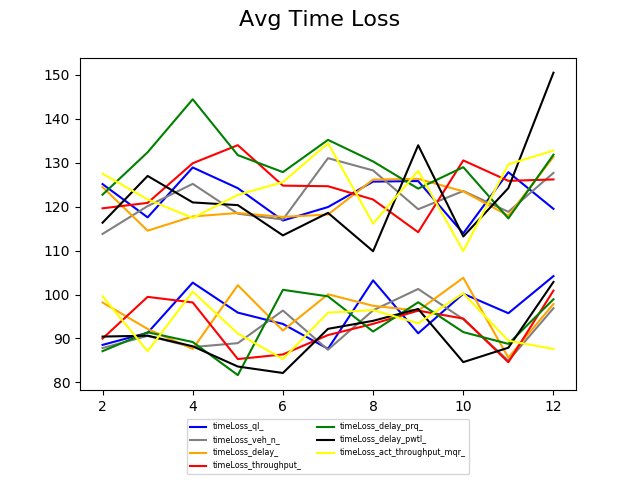 Avg Time Loss
150
140
130
120
110
100
90
80
2 4 6 8 10 12
timeLoss_ql_
timeLoss_veh_n_
timeLoss_delay_
timeLoss_throughput_
timeLoss_delay_prq_
timeLoss_delay_pwtl_
timeLoss_act_throughput_mqr_